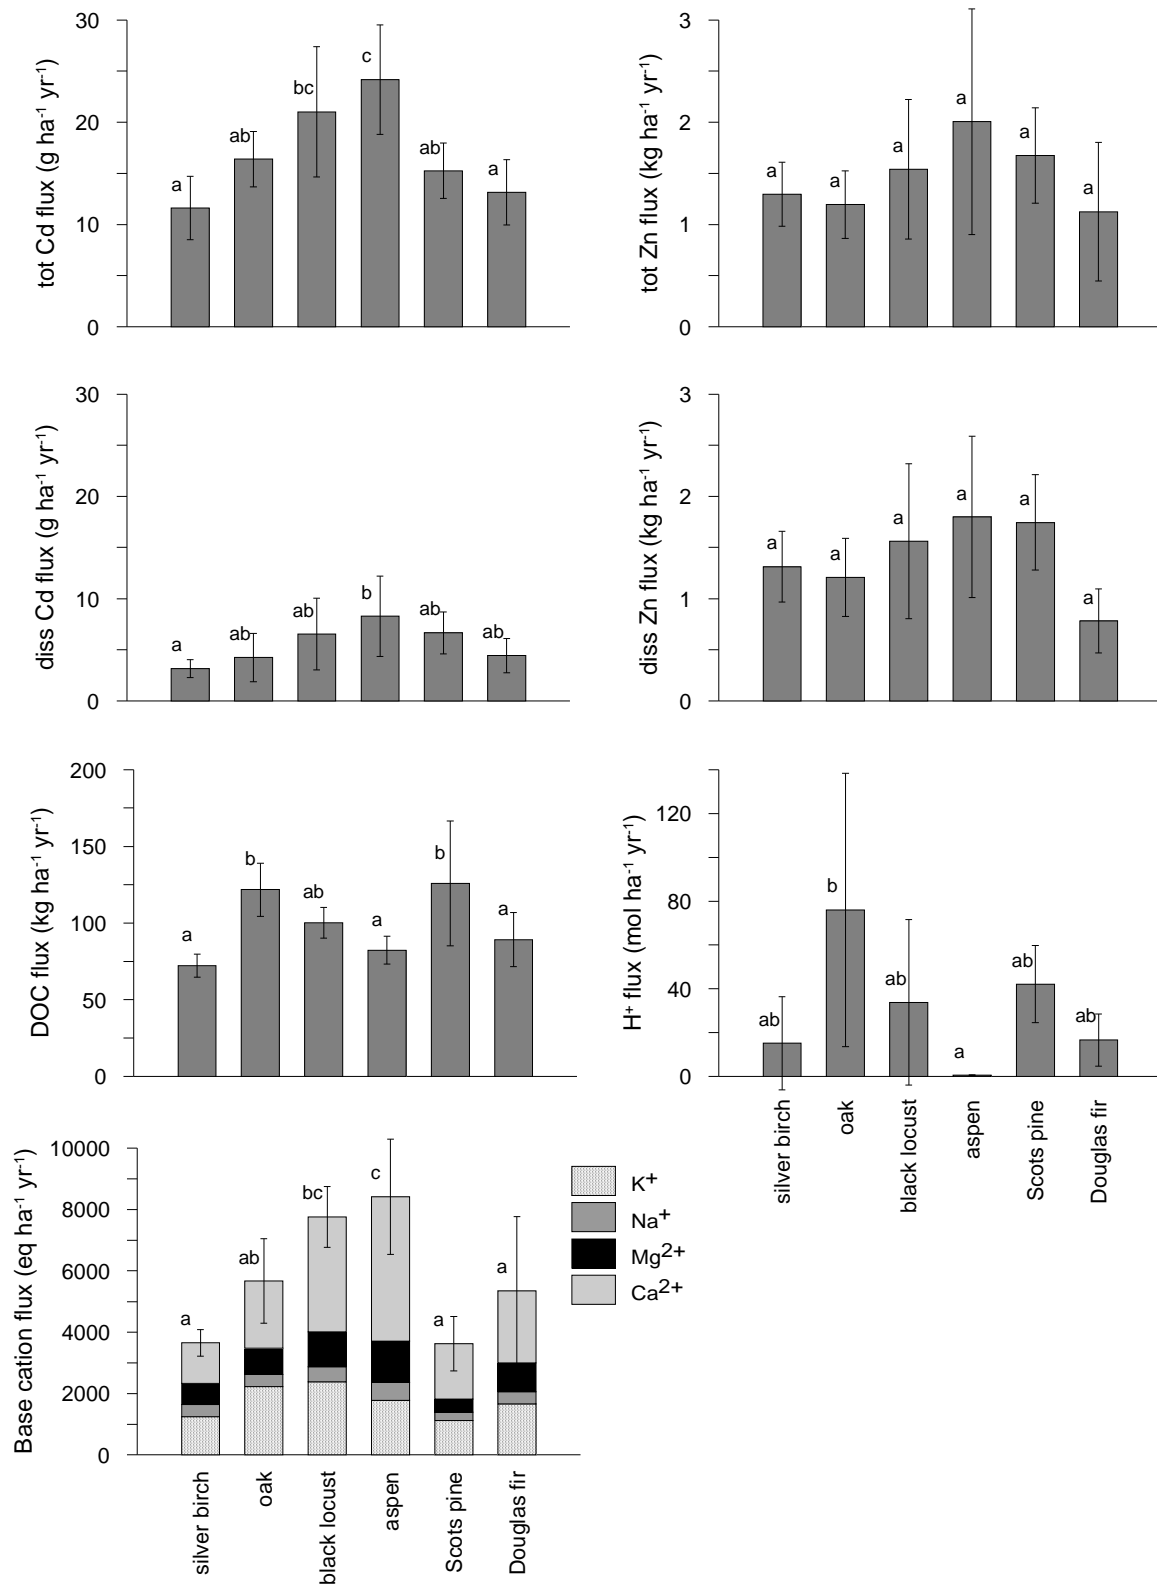 tot Cd flux (g ha⁻¹ yr⁻¹)
30
20
10
0
a
ab
bc
c
ab
a
tot Zn flux (kg ha⁻¹ yr⁻¹)
3
2
1
0
a
a
a
a
a
a
diss Cd flux (g ha⁻¹ yr⁻¹)
30
20
10
0
a
ab
ab
b
ab
ab
diss Zn flux (kg ha⁻¹ yr⁻¹)
3
2
1
0
a
a
a
a
a
a
DOC flux (kg ha⁻¹ yr⁻¹)
200
150
100
50
0
a
b
ab
a
b
a
H⁺ flux (mol ha⁻¹ yr⁻¹)
120
80
40
0
ab
b
ab
a
ab
ab
silver birch
oak
black locust
aspen
Scots pine
Douglas fir
Base cation flux (eq ha⁻¹ yr⁻¹)
10000
8000
6000
4000
2000
0
a
ab
bc
c
a
a
K⁺
Na⁺
Mg²⁺
Ca²⁺
silver birch
oak
black locust
aspen
Scots pine
Douglas fir